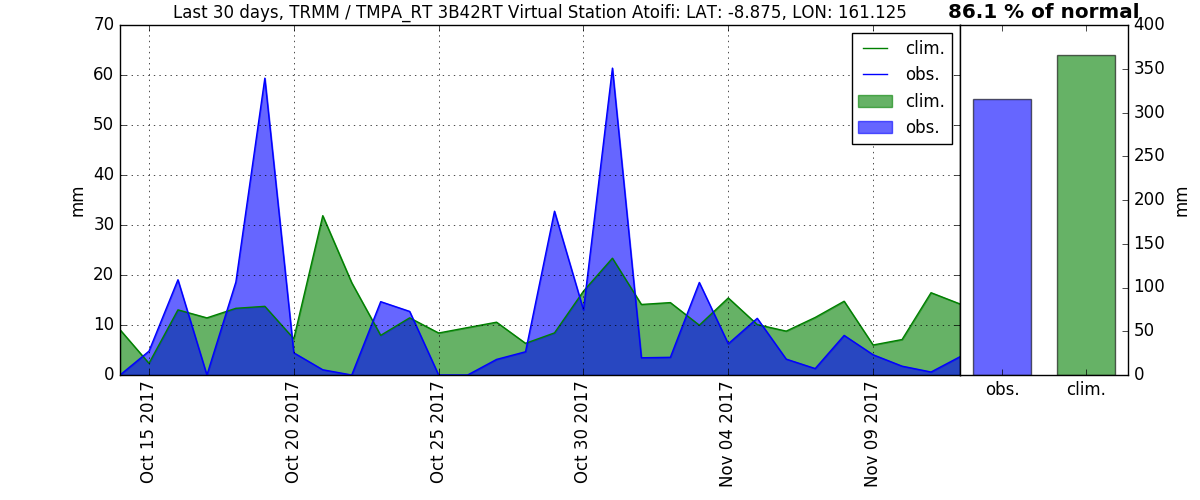 Last 30 days, TRMM / TMPA_RT 3B42RT Virtual Station Atoifi: LAT: -8.875, LON: 161.125
86.1 % of normal
70
60
50
40
30
20
10
0
mm
clim.
obs.
clim.
obs.
Oct 15 2017
Oct 20 2017
Oct 25 2017
Oct 30 2017
Nov 04 2017
Nov 09 2017
400
350
300
250
200
150
100
50
0
mm
obs.
clim.